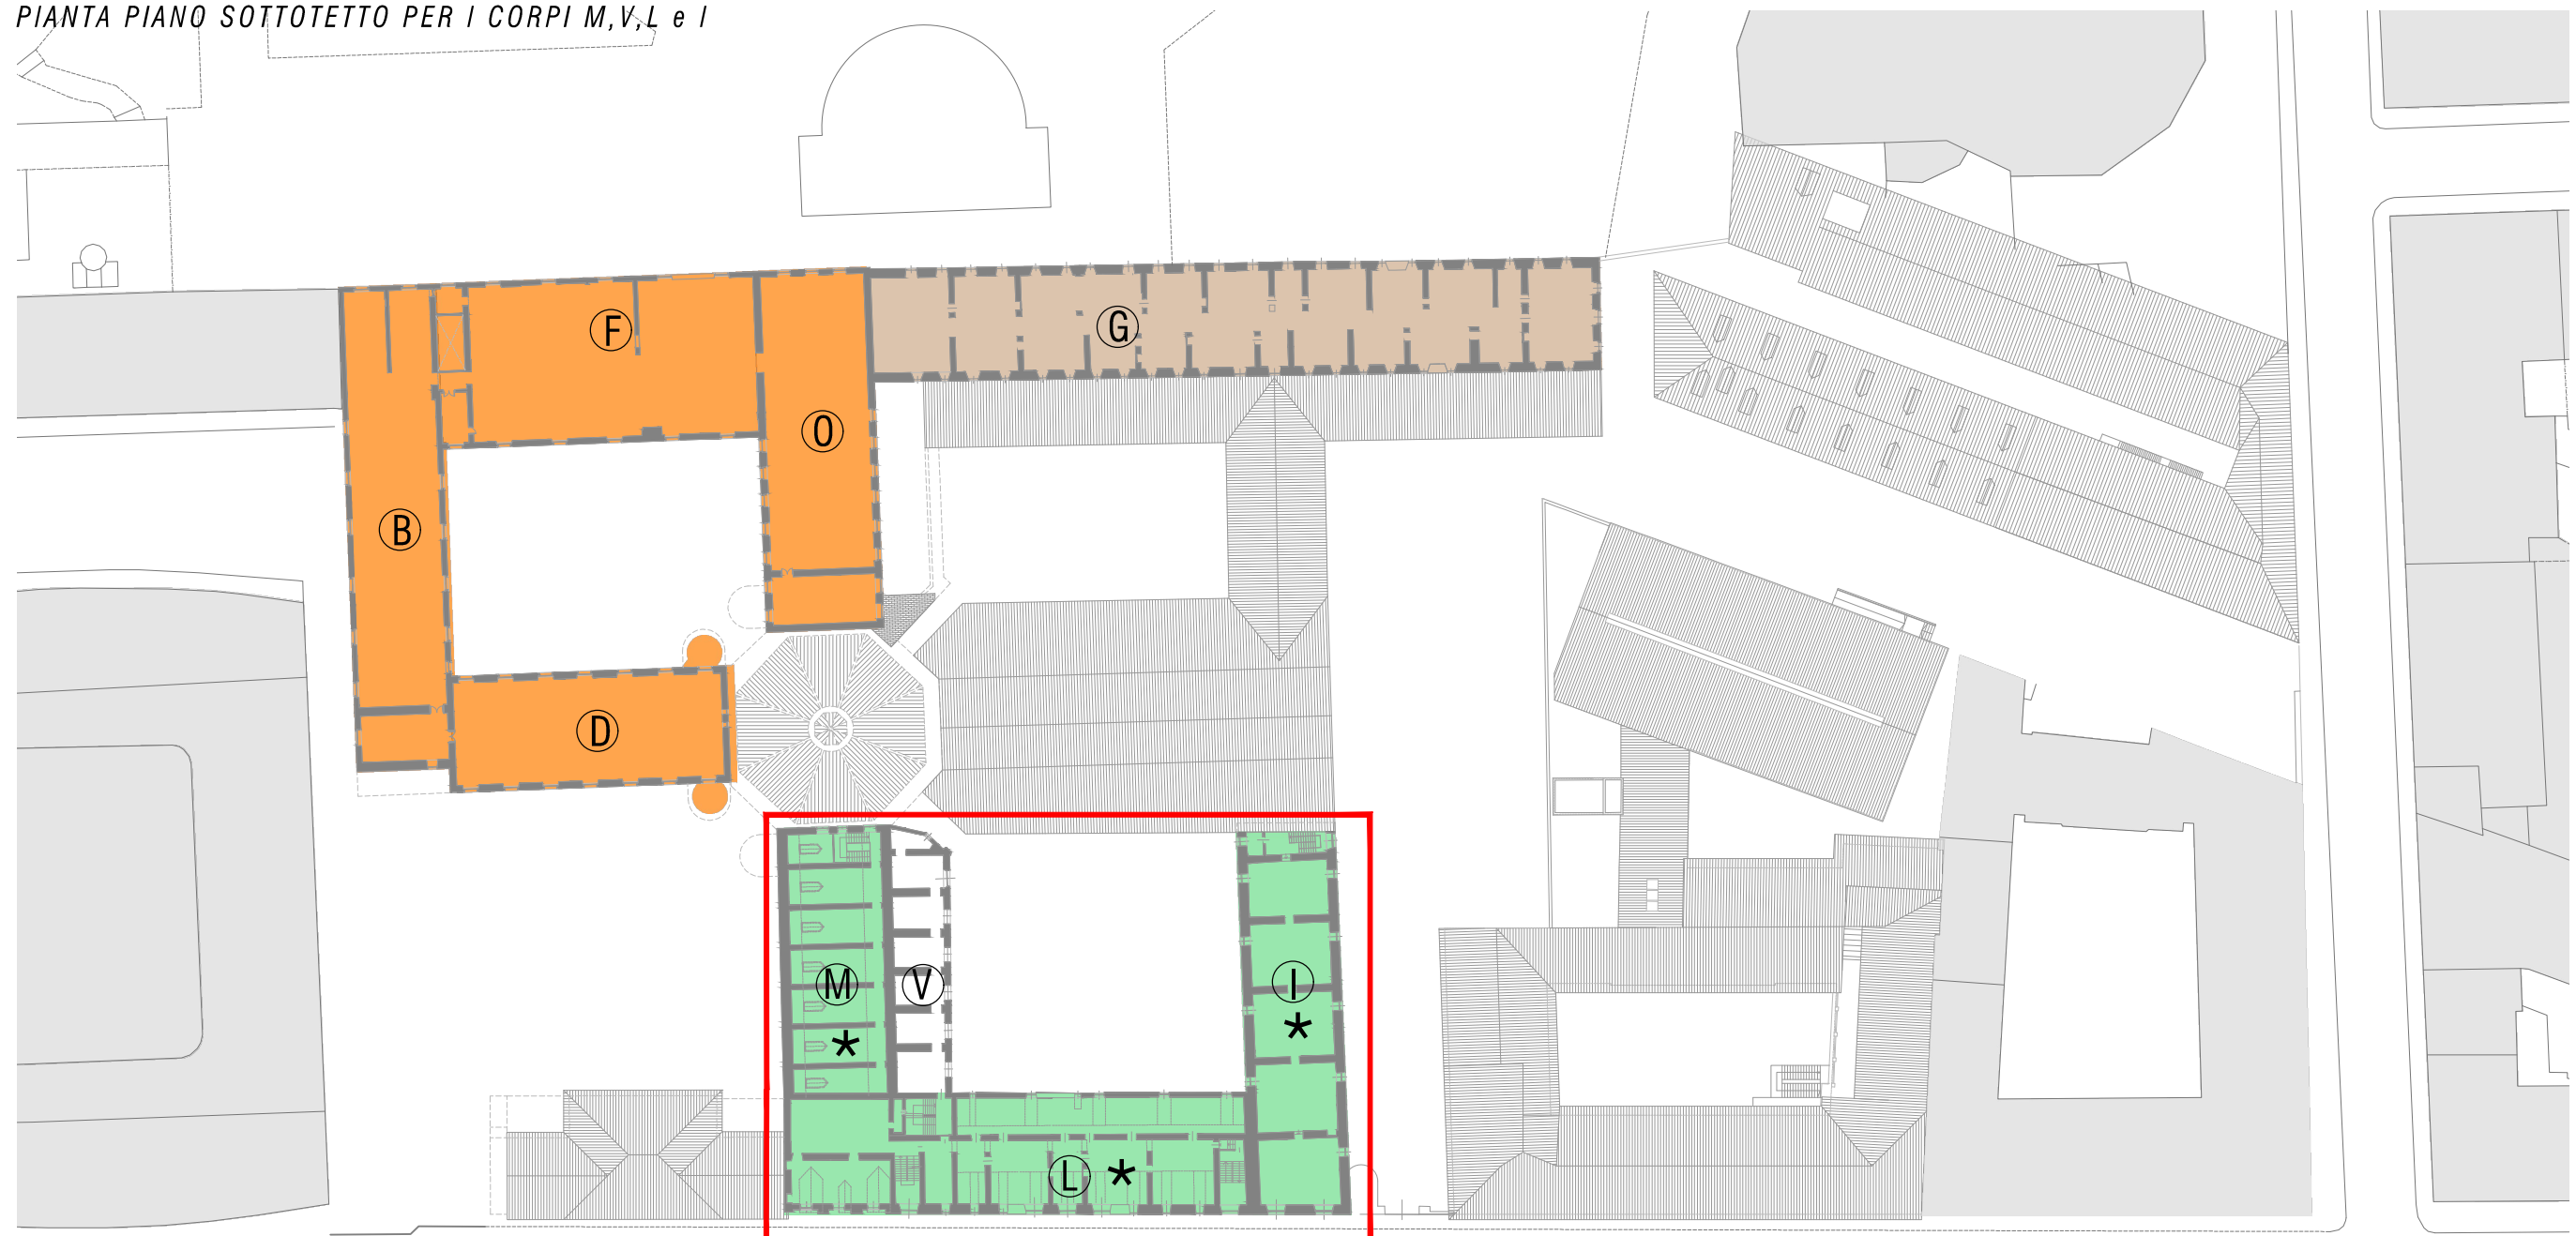 PIANTA PIANO SOTTOTETTO PER I CORPI M,V,L e I
F
G
O
B
D
M
*
V
I
*
L *